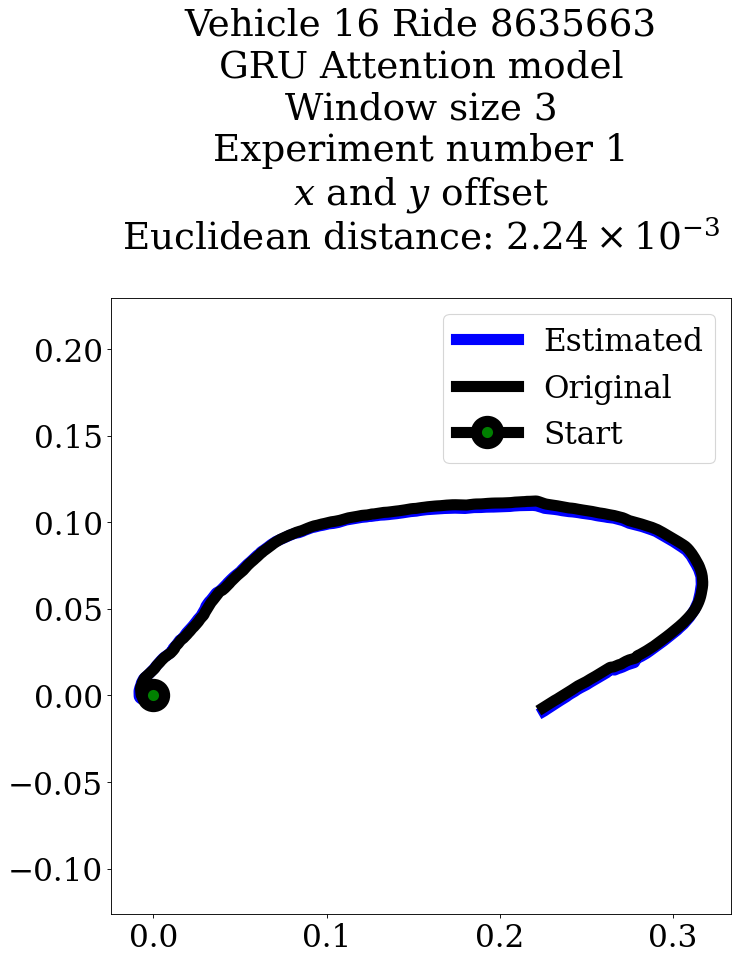 Vehicle 16 Ride 8635663
GRU Attention model
Window size 3
Experiment number 1
x and y offset
Euclidean distance: 2.24 × 10⁻³
Estimated
Original
Start
0.20
0.15
0.10
0.05
0.00
−0.05
−0.10
0.0 0.1 0.2 0.3